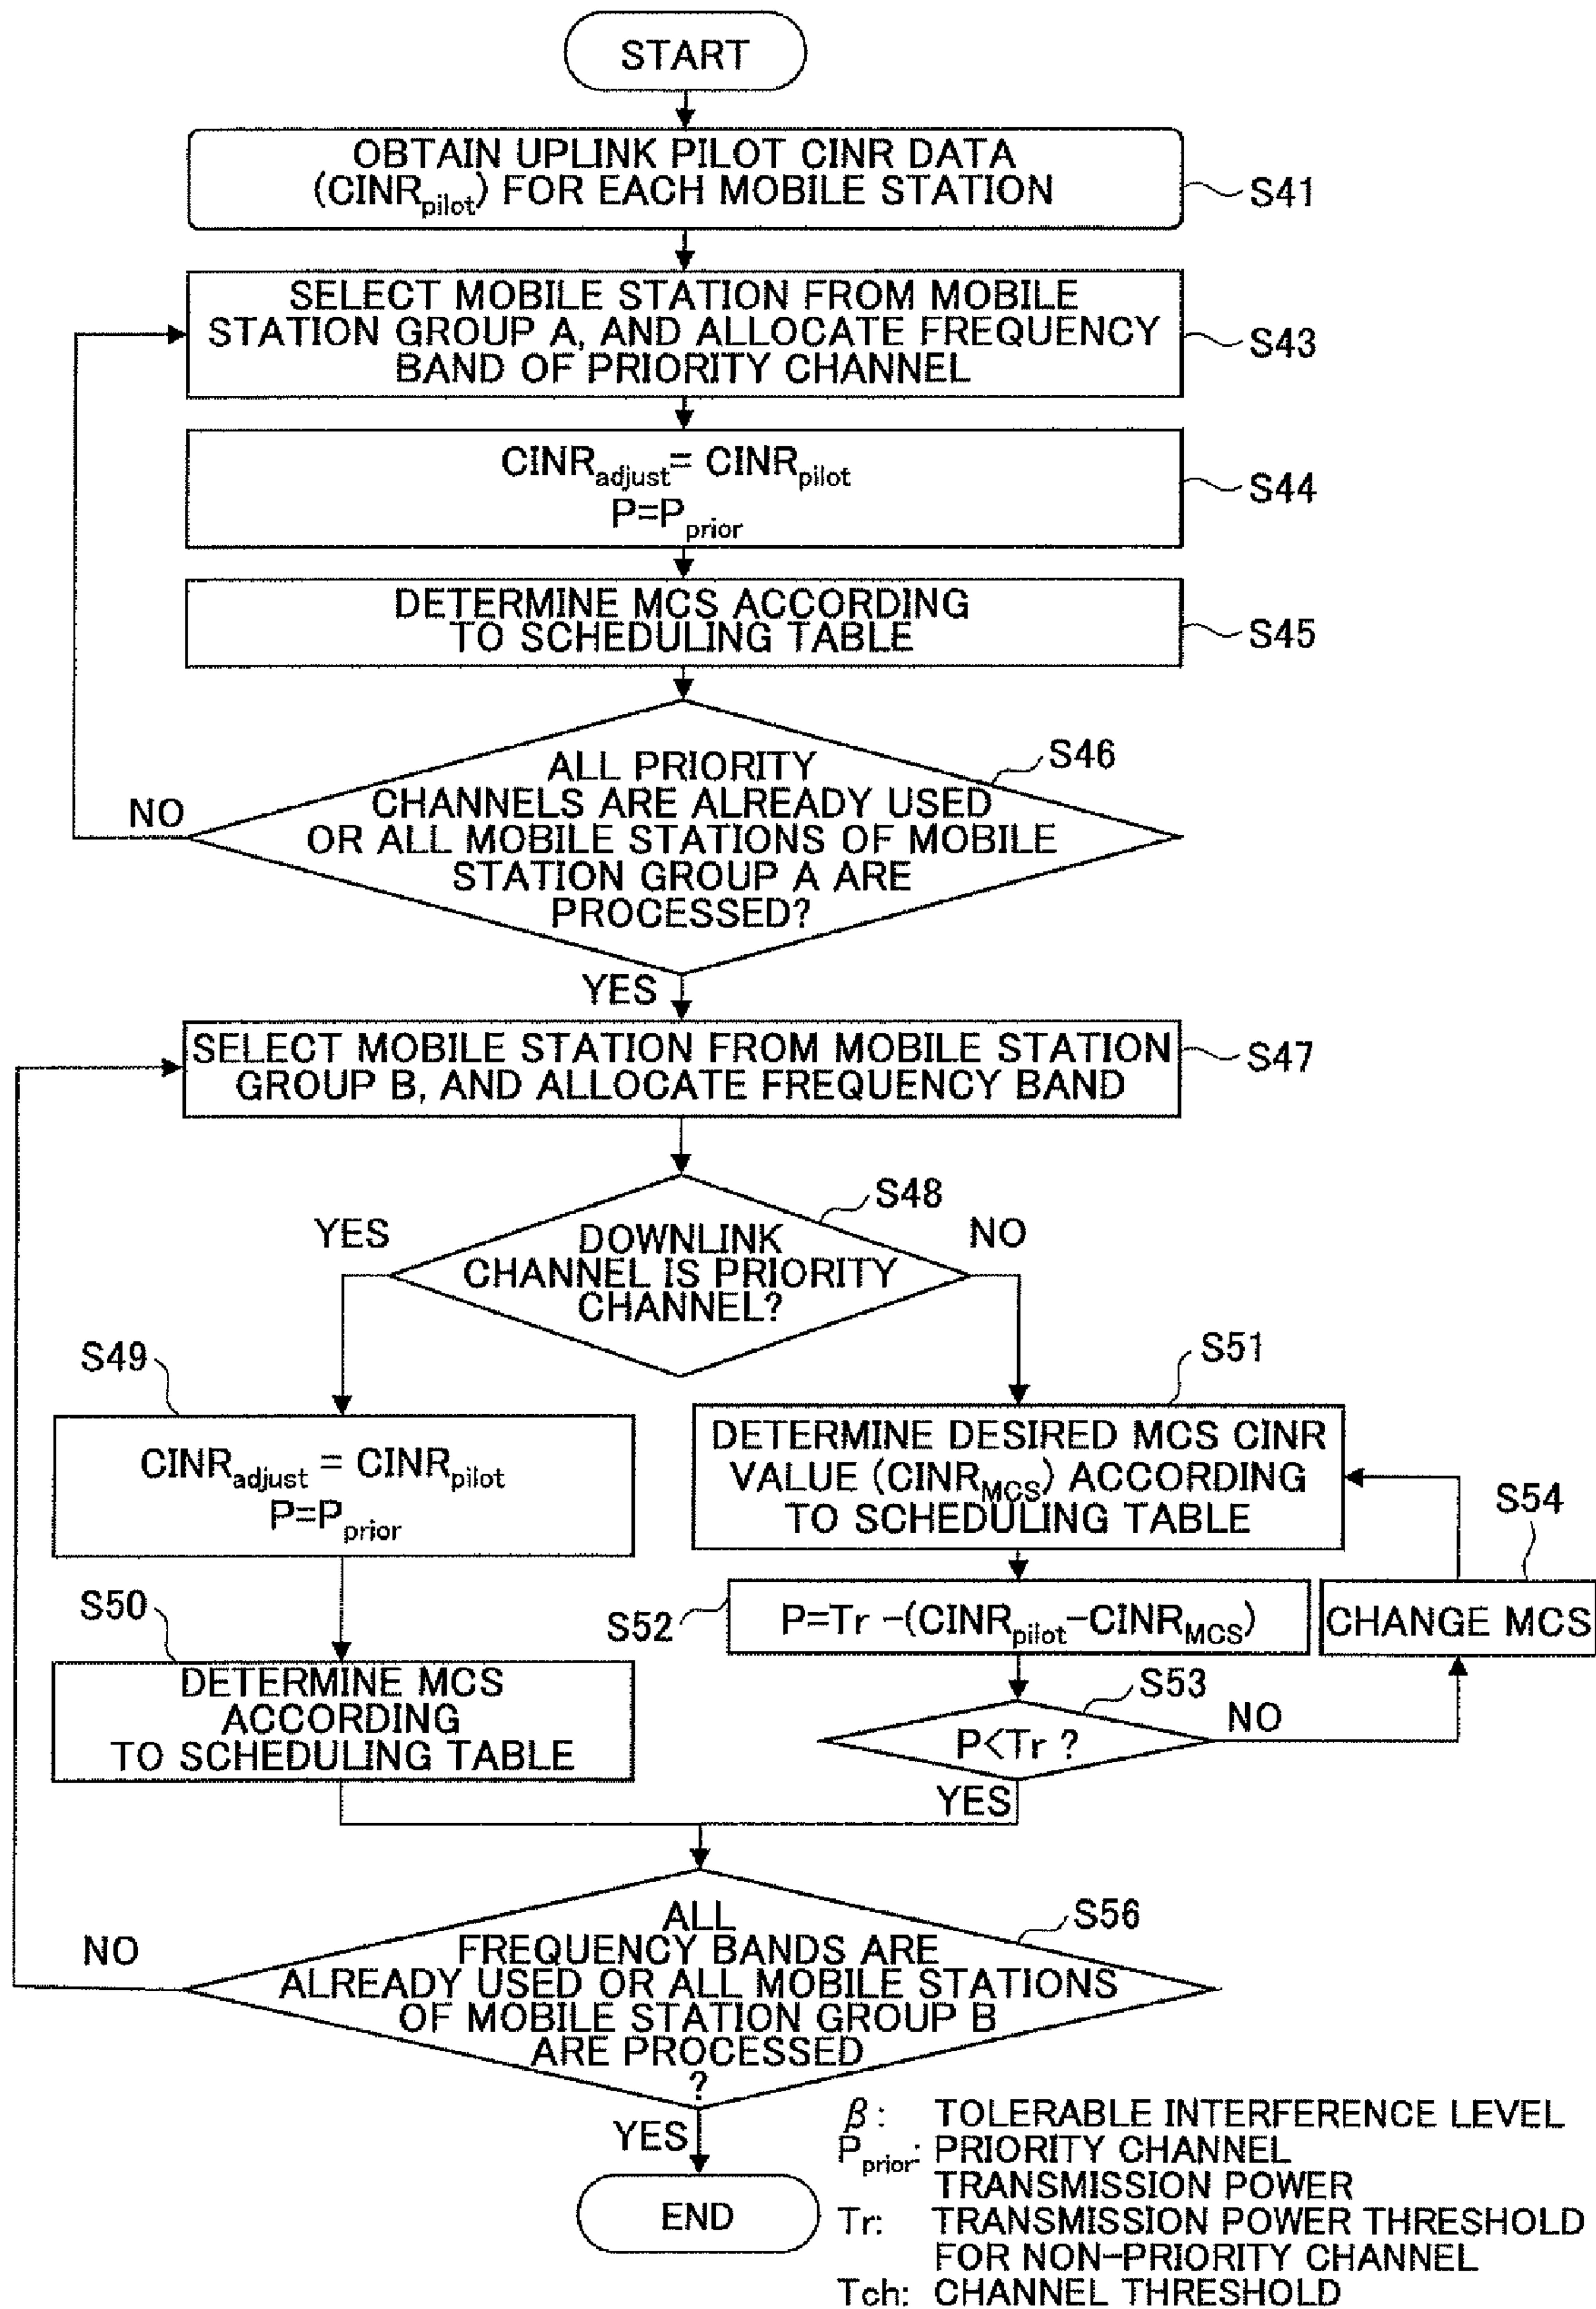 START
OBTAIN UPLINK PILOT CINR DATA
(CINRpilot) FOR EACH MOBILE STATION
S41
SELECT MOBILE STATION FROM MOBILE
STATION GROUP A, AND ALLOCATE FREQUENCY
BAND OF PRIORITY CHANNEL
S43
CINRadjust= CINRpilot
P=Pprior
S44
DETERMINE MCS ACCORDING
TO SCHEDULING TABLE
S45
S46
ALL PRIORITY
CHANNELS ARE ALREADY USED
OR ALL MOBILE STATIONS OF MOBILE
STATION GROUP A ARE
PROCESSED?
NO
YES
SELECT MOBILE STATION FROM MOBILE STATION
GROUP B, AND ALLOCATE FREQUENCY BAND
S47
S48
YES
DOWNLINK
CHANNEL IS PRIORITY
CHANNEL?
NO
S49
CINRadjust = CINRpilot
P=Pprior
S50
DETERMINE MCS
ACCORDING
TO SCHEDULING TABLE
S51
DETERMINE DESIRED MCS CINR
VALUE (CINRMCS) ACCORDING
TO SCHEDULING TABLE
S52
P=Tr -(CINRpilot-CINRMCS)
S54
CHANGE MCS
S53
P<Tr ?
NO
YES
S56
ALL
FREQUENCY BANDS ARE
ALREADY USED OR ALL MOBILE STATIONS
OF MOBILE STATION GROUP B
ARE PROCESSED
?
NO
YES
END
β: TOLERABLE INTERFERENCE LEVEL
Pprior: PRIORITY CHANNEL
TRANSMISSION POWER
Tr: TRANSMISSION POWER THRESHOLD
FOR NON-PRIORITY CHANNEL
Tch: CHANNEL THRESHOLD